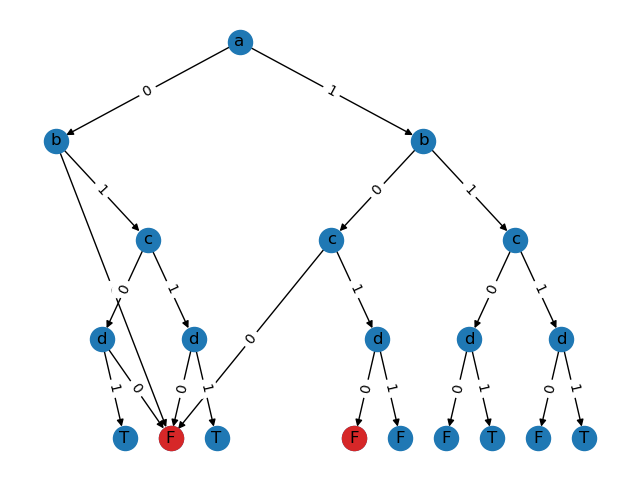 a
0 1
b b
1 0 1
c c c
0 0 1 1 0 1
0
d d d d d
1 0 0 1 0 1 0 1 0 1
T F T F F F T F T